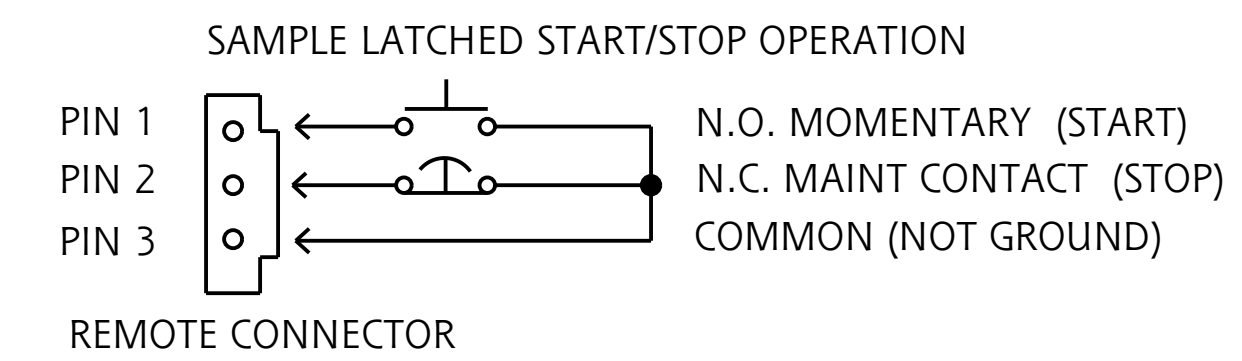 SAMPLE LATCHED START/STOP OPERATION
PIN 1 N.O. MOMENTARY (START)
PIN 2 N.C. MAINT CONTACT (STOP)
PIN 3 COMMON (NOT GROUND)
REMOTE CONNECTOR